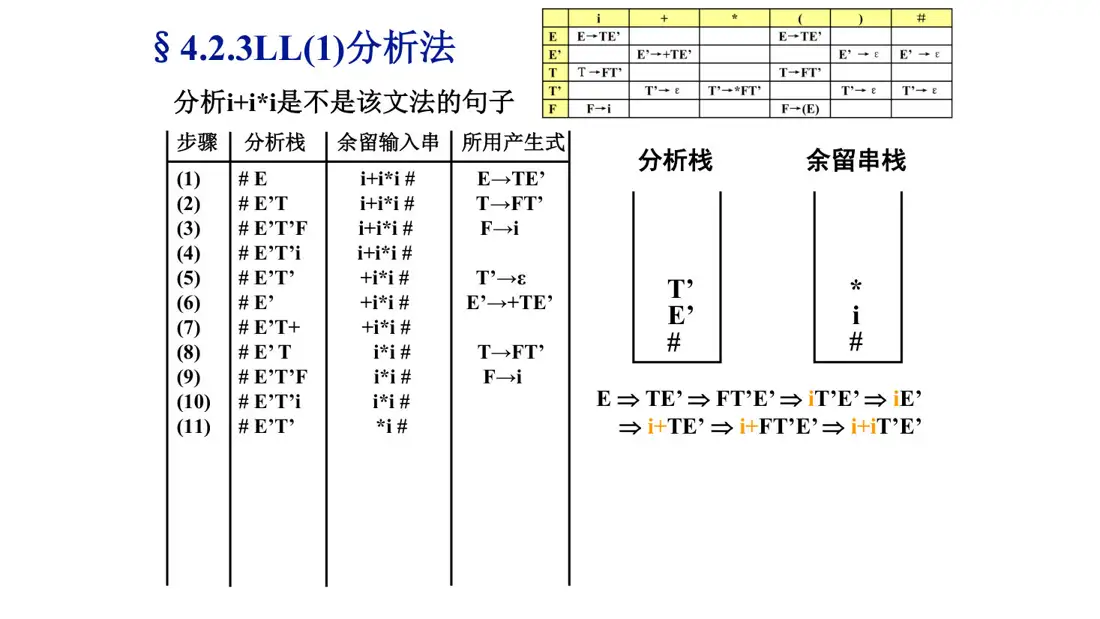 §4.2.3LL(1)分析法
i + * ( ) #
E E→TE’ E→TE’
E’ E’→+TE’ E’→ε E’→ε
T T→FT’ T→FT’
T’ T’→ε T’→*FT’ T’→ε T’→ε
F F→i F→(E)
分析i+i*i是不是该文法的句子
步骤 分析栈 余留输入串 所用产生式
(1) # E i+i*i # E→TE’
(2) # E’T i+i*i # T→FT’
(3) # E’T’F i+i*i # F→i
(4) # E’T’i i+i*i #
(5) # E’T’ +i*i # T’→ε
(6) # E’ +i*i # E’→+TE’
(7) # E’T+ +i*i #
(8) # E’ T i*i # T→FT’
(9) # E’T’F i*i # F→i
(10) # E’T’i i*i #
(11) # E’T’ *i #
分析栈 余留串栈
T’ *
E’ i
# #
E ⇒ TE’ ⇒ FT’E’ ⇒ iT’E’ ⇒ iE’
⇒ i+TE’ ⇒ i+FT’E’ ⇒ i+iT’E’